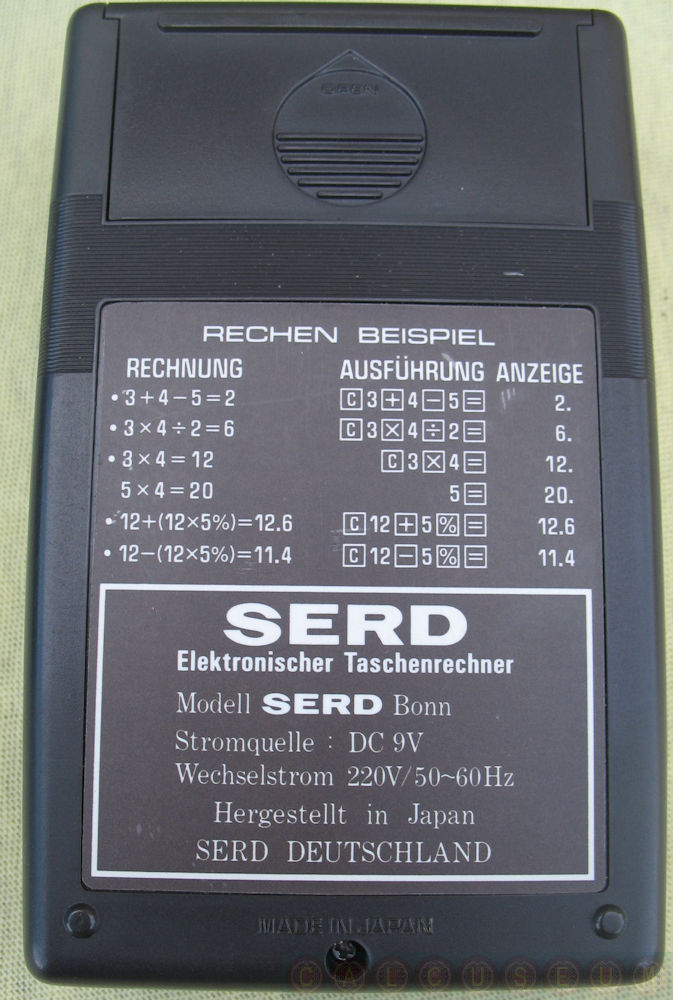 OPEN
RECHEN BEISPIEL
RECHNUNG AUSFÜHRUNG ANZEIGE
• 3+4−5=2 C 3 + 4 − 5 = 2.
• 3×4÷2=6 C 3 × 4 ÷ 2 = 6.
• 3×4=12 C 3 × 4 = 12.
5×4=20 5 = 20.
• 12+(12×5%)=12.6 C 12 + 5 % = 12.6
• 12−(12×5%)=11.4 C 12 − 5 % = 11.4
SERD
Elektronischer Taschenrechner
Modell SERD Bonn
Stromquelle : DC 9V
Wechselstrom 220V/50~60Hz
Hergestellt in Japan
SERD DEUTSCHLAND
MADE IN JAPAN
CALCUSEUM